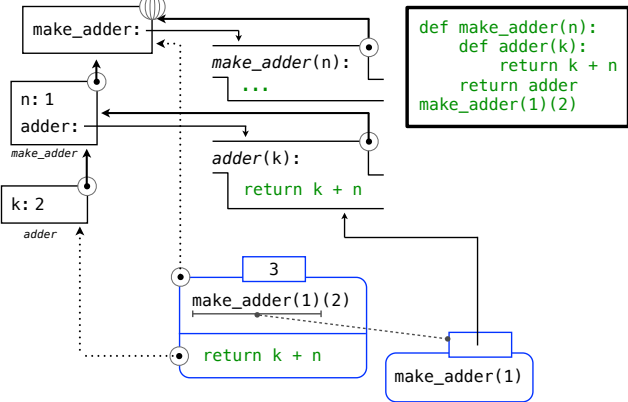 make_adder:
make_adder(n):
...
def make_adder(n):
    def adder(k):
        return k + n
    return adder
make_adder(1)(2)
n: 1
adder:
make_adder
adder(k):
return k + n
k: 2
adder
3
make_adder(1)(2)
return k + n
make_adder(1)